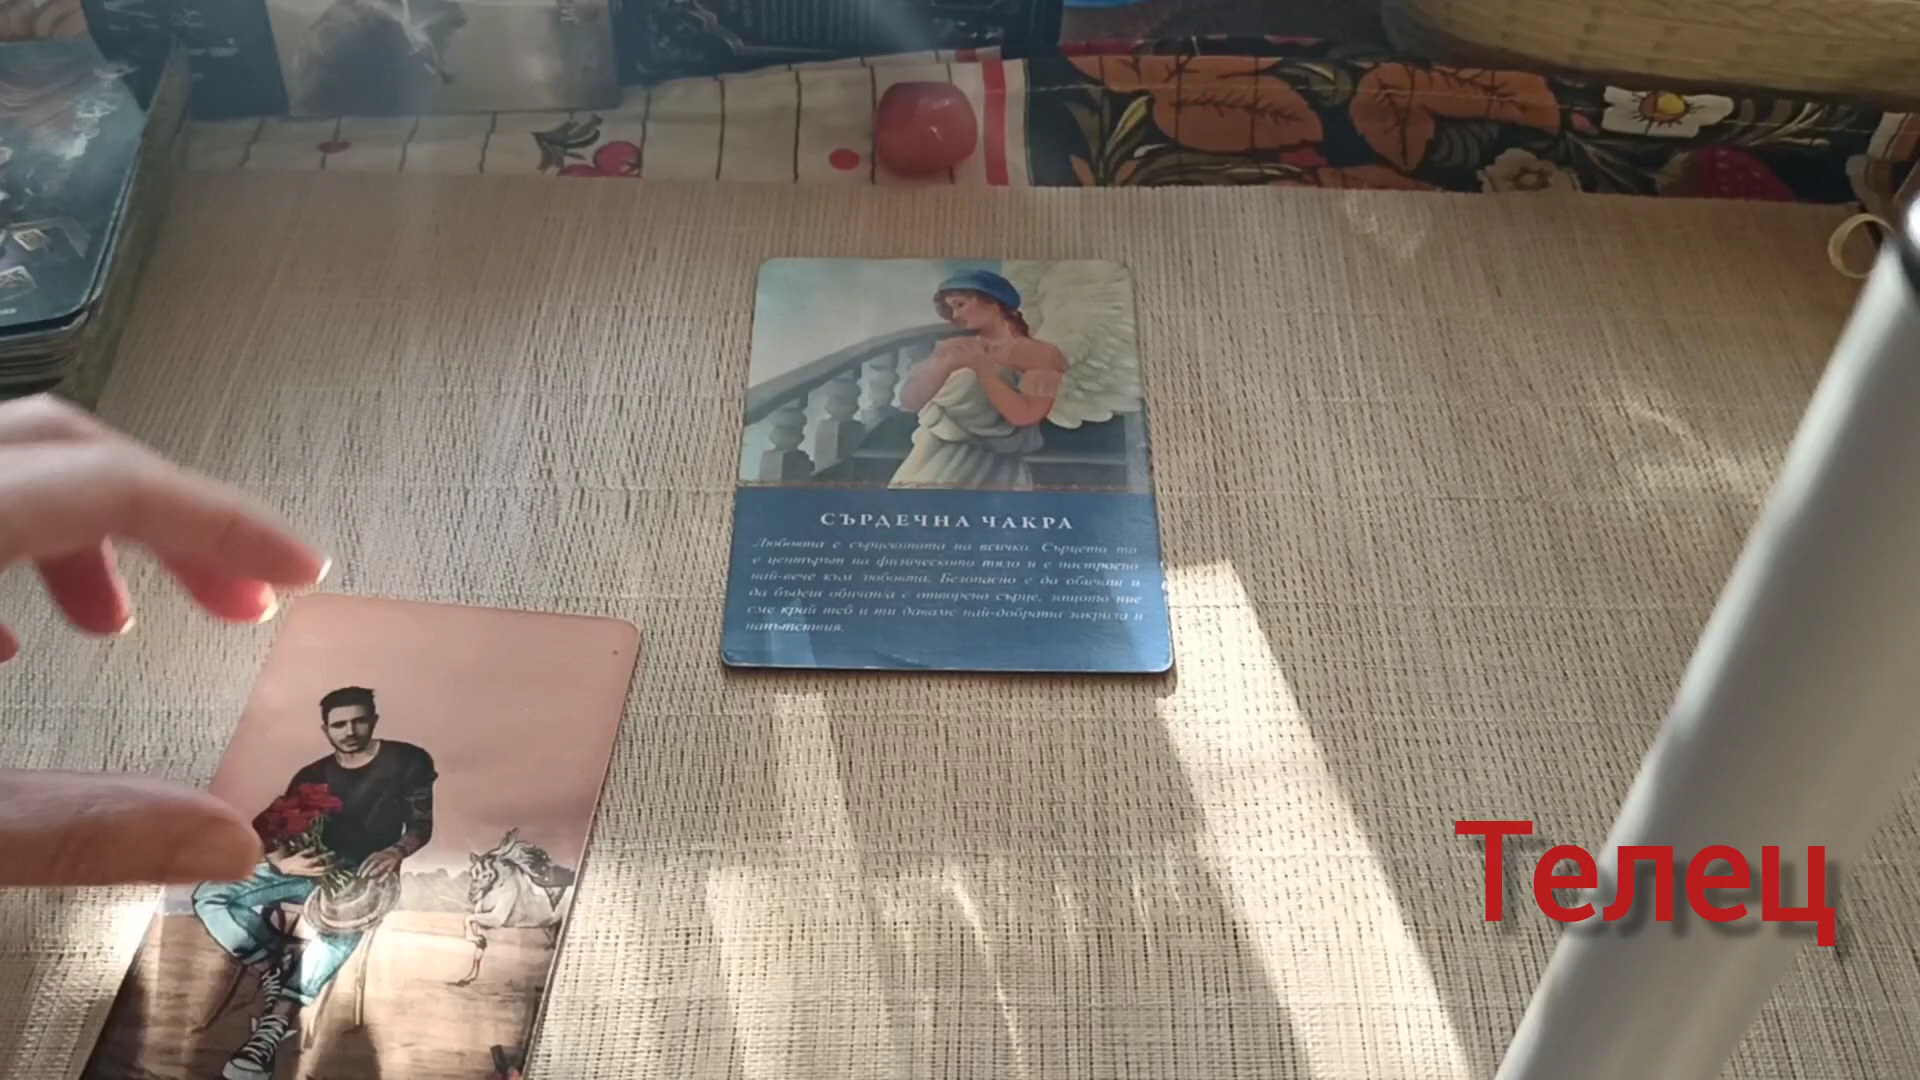 СЪРДЕЧНА ЧАКРА
Любовта е сърцевината на всичко. Сърцето ти
е центърът на физическото тяло и е настроено
най-вече към любовта. Безопасно е да обичаш и
да бъдеш обичан/а с отворено сърце, защото ние
сме край теб и ти даваме най-добрата закрила и
напътствия.
Телец